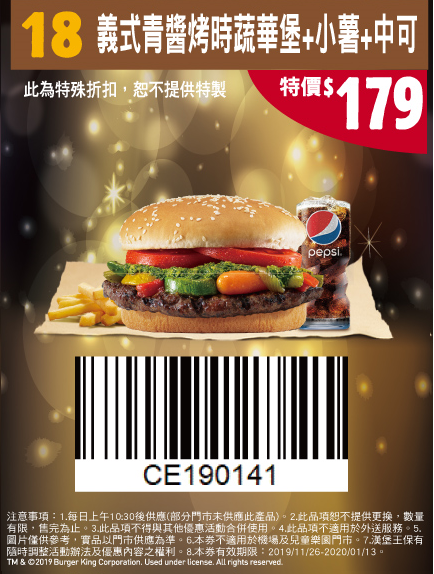 18 義式青醬烤時蔬華堡+小薯+中可
此為特殊折扣，恕不提供特製
特價$179
pepsi
CE190141
注意事項：1.每日上午10:30後供應(部分門市未供應此產品)。2.此品項恕不提供更換，數量
有限，售完為止。3.此品項不得與其他優惠活動合併使用。4.此品項不適用於外送服務。5.
圖片僅供參考，實品以門市供應為準。6.本券不適用於機場及兒童樂園門市。7.漢堡王保有
隨時調整活動辦法及優惠內容之權利。8.本券有效期限：2019/11/26-2020/01/13。
TM & ©2019 Burger King Corporation. Used under license. All rights reserved.